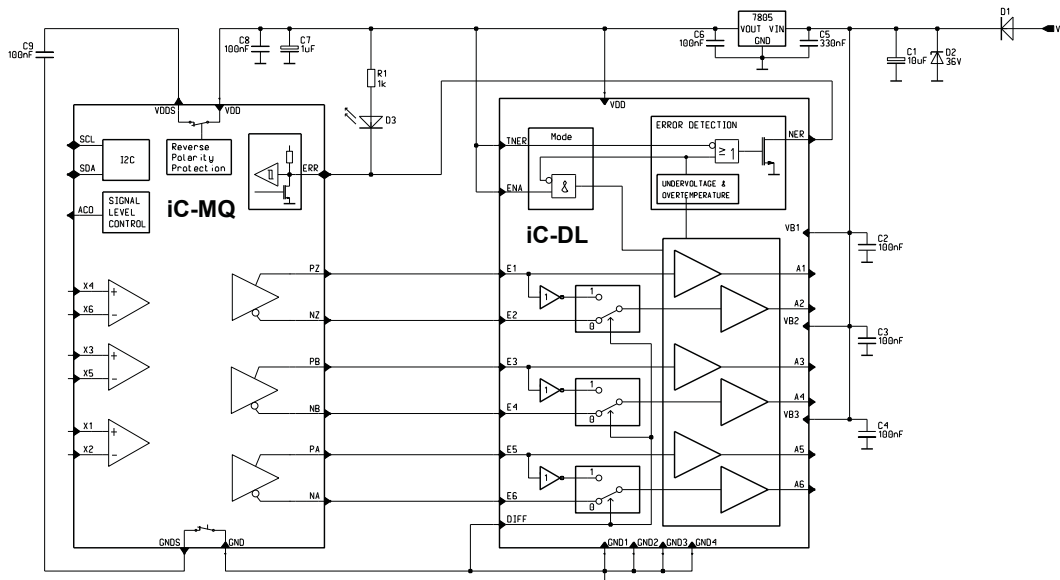 C9
100nF
C8
100nF
C7
1uF
R1
1k
D3
C6
100nF
7805
VOUT VIN
GND
C5
330nF
C1
10uF
D2
36V
D1
V
VDDS
VDD
SCL
SDA
I2C
Reverse
Polarity
Protection
ERR
ACO
SIGNAL
LEVEL
CONTROL
iC-MQ
X4
X6
X3
X5
X1
X2
PZ
NZ
PB
NB
PA
NA
GNDS
GND
VDD
TNER
ENA
Mode
&
ERROR DETECTION
≥ 1
NER
UNDERVOLTAGE &
OVERTEMPERATURE
iC-DL
VB1
C2
100nF
E1
1
1
0
E2
A1
A2
VB2
C3
100nF
E3
1
1
0
E4
A3
A4
VB3
C4
100nF
E5
1
1
0
E6
A5
A6
DIFF
GND1
GND2
GND3
GND4